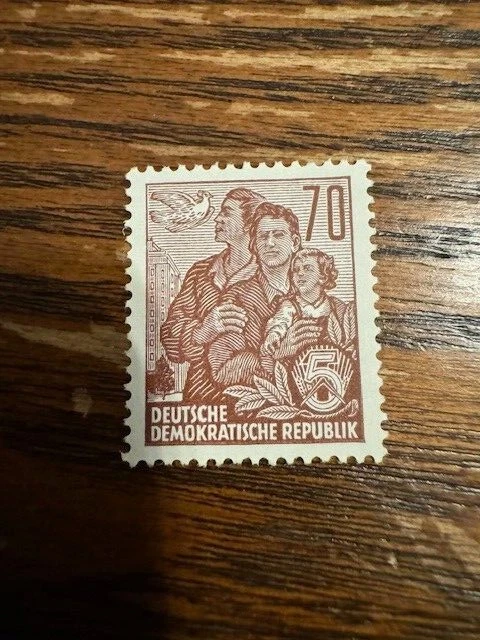 70
5
DEUTSCHE
DEMOKRATISCHE REPUBLIK